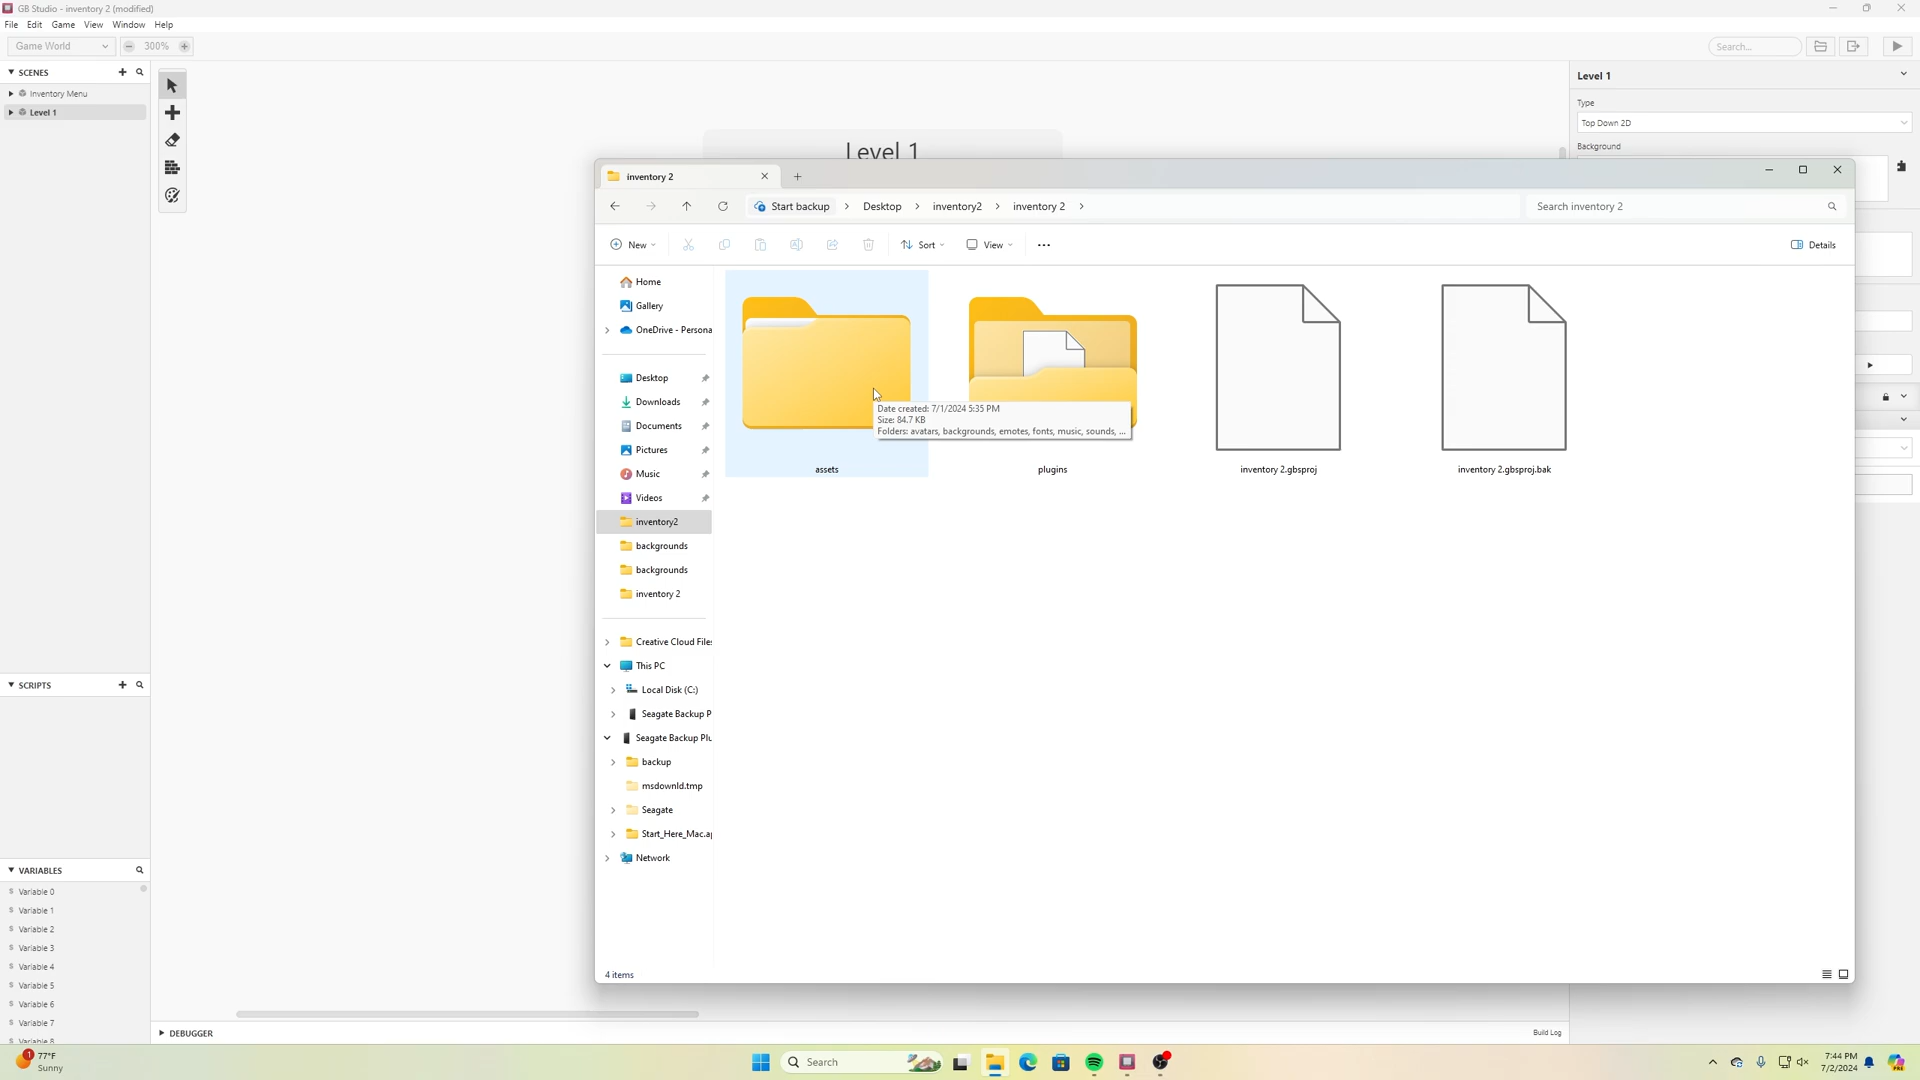 GB Studio - inventory 2 (modified)
File Edit Game View Window Help
Game World 300% Search...
SCENES
Inventory Menu
Level 1
Level 1
Level 1
Type
Top Down 2D
Background
inventory 2
Start backup Desktop inventory2 inventory 2 Search inventory 2
New Sort View Details
Home
Gallery
OneDrive - Persona
Desktop
Downloads
Documents
Pictures
Music
Videos
inventory2
backgrounds
backgrounds
inventory 2
Creative Cloud Files
This PC
Local Disk (C:)
Seagate Backup P
Seagate Backup Plu
backup
msdownld.tmp
Seagate
Start_Here_Mac.a
Network
Date created: 7/1/2024 5:35 PM
Size: 84.7 KB
Folders: avatars, backgrounds, emotes, fonts, music, sounds, ...
assets plugins inventory 2.gbsproj inventory 2.gbsproj.bak
4 items
SCRIPTS
VARIABLES
$ Variable 0
$ Variable 1
$ Variable 2
$ Variable 3
$ Variable 4
$ Variable 5
$ Variable 6
$ Variable 7
$ Variable 8
DEBUGGER Build Log
1
77°F
Sunny
Search
7:44 PM
7/2/2024
PRE